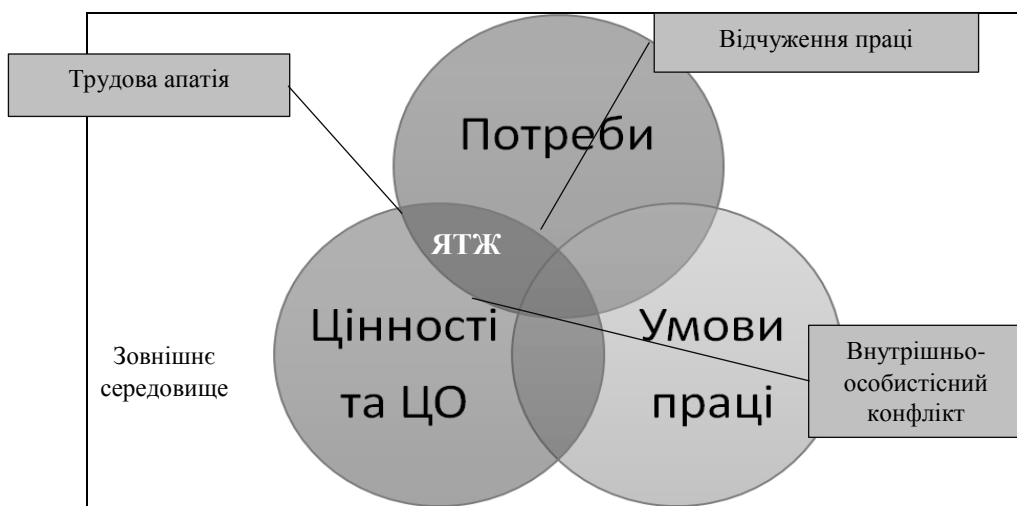 Відчуження праці
Трудова апатія
Потреби
ЯТЖ
Цінності
та ЦО
Умови
праці
Зовнішнє
середовище
Внутрішньо-
особистісний
конфлікт